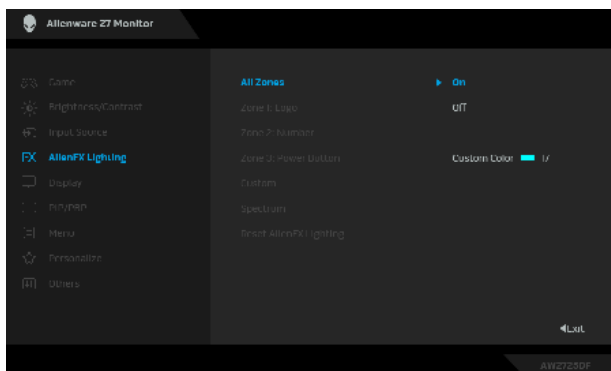 Alienware 27 Monitor
Game
Brightness/Contrast
Input Source
FX AlienFX Lighting
Display
PIP/PBP
Menu
Personalize
Others
All Zones
On
Zone 1: Logo
Off
Zone 2: Number
Zone 3: Power Button
Custom Color 17
Custom
Spectrum
Reset AlienFX Lighting
Exit
AW2725DF